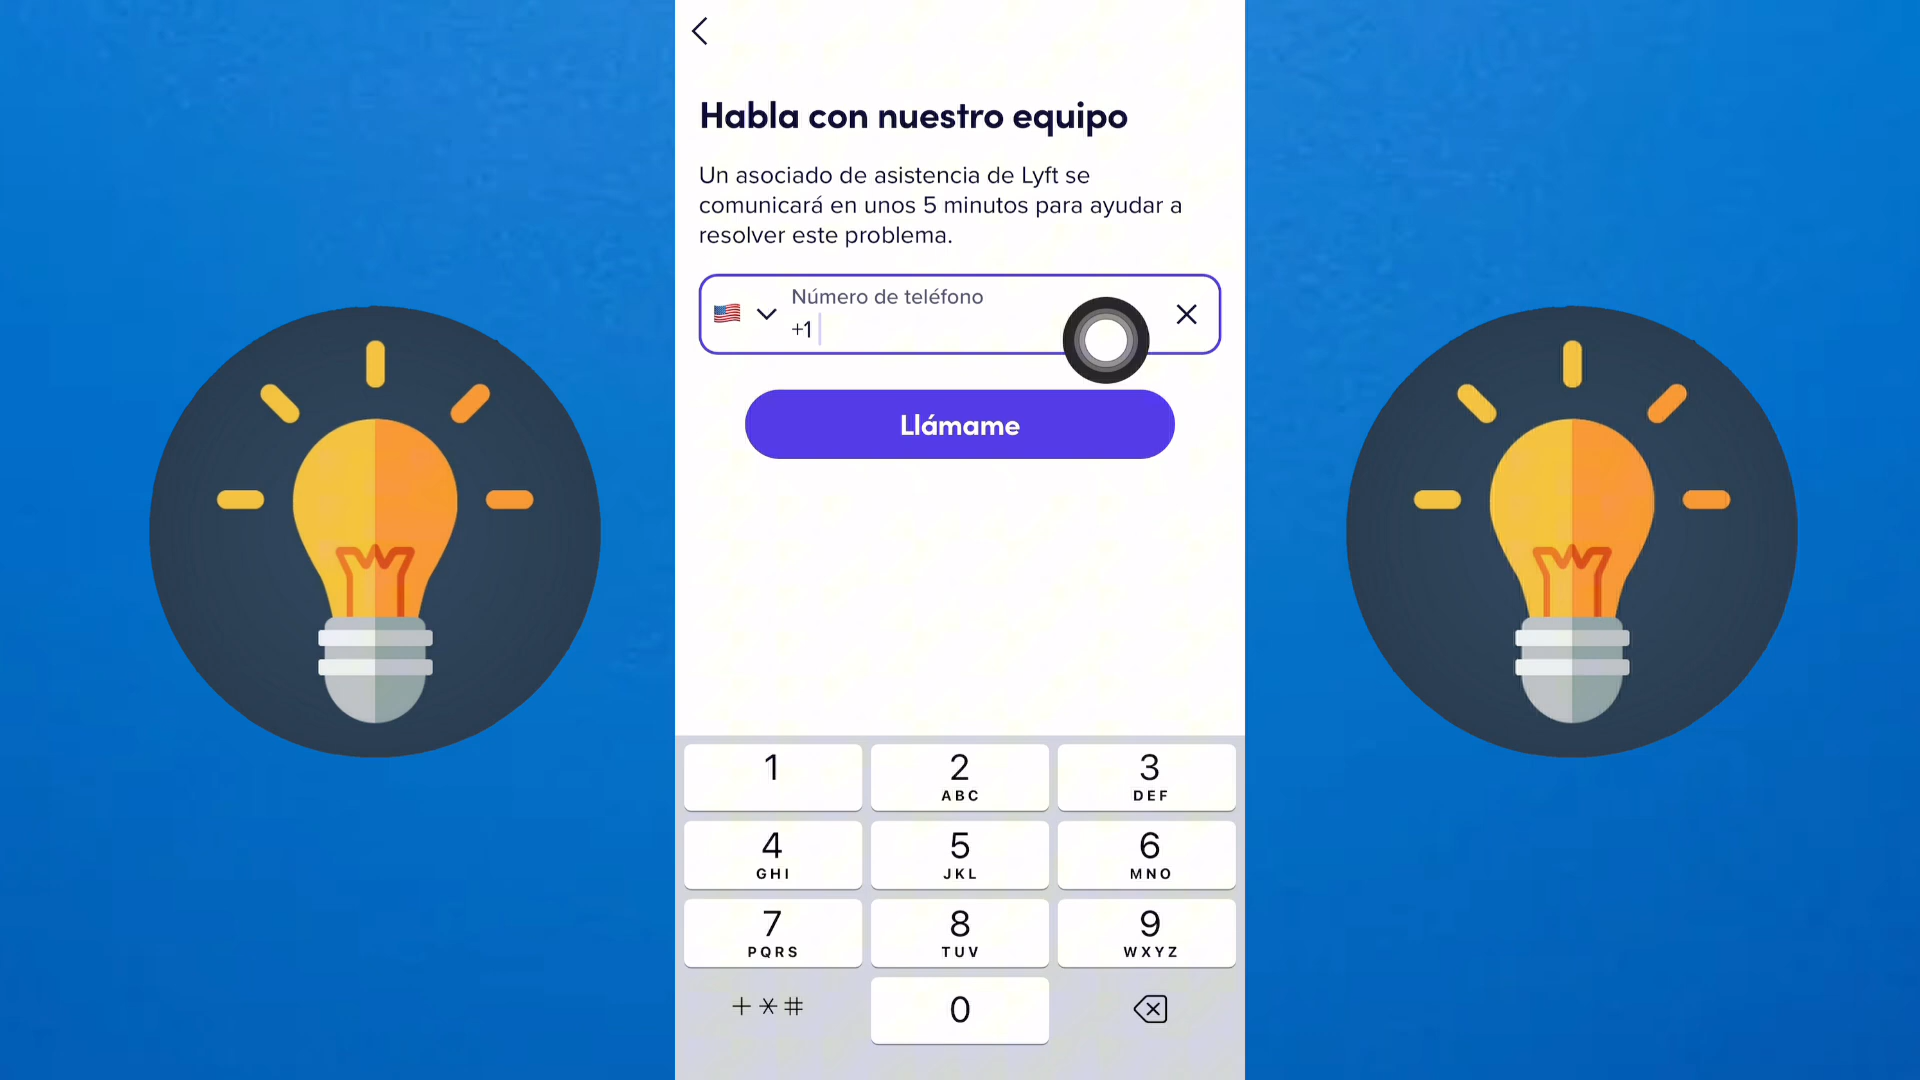 Habla con nuestro equipo
Un asociado de asistencia de Lyft se
comunicará en unos 5 minutos para ayudar a
resolver este problema.
Número de teléfono
+1
Llámame
1
2
ABC
3
DEF
4
GHI
5
JKL
6
MNO
7
PQRS
8
TUV
9
WXYZ
+*#
0